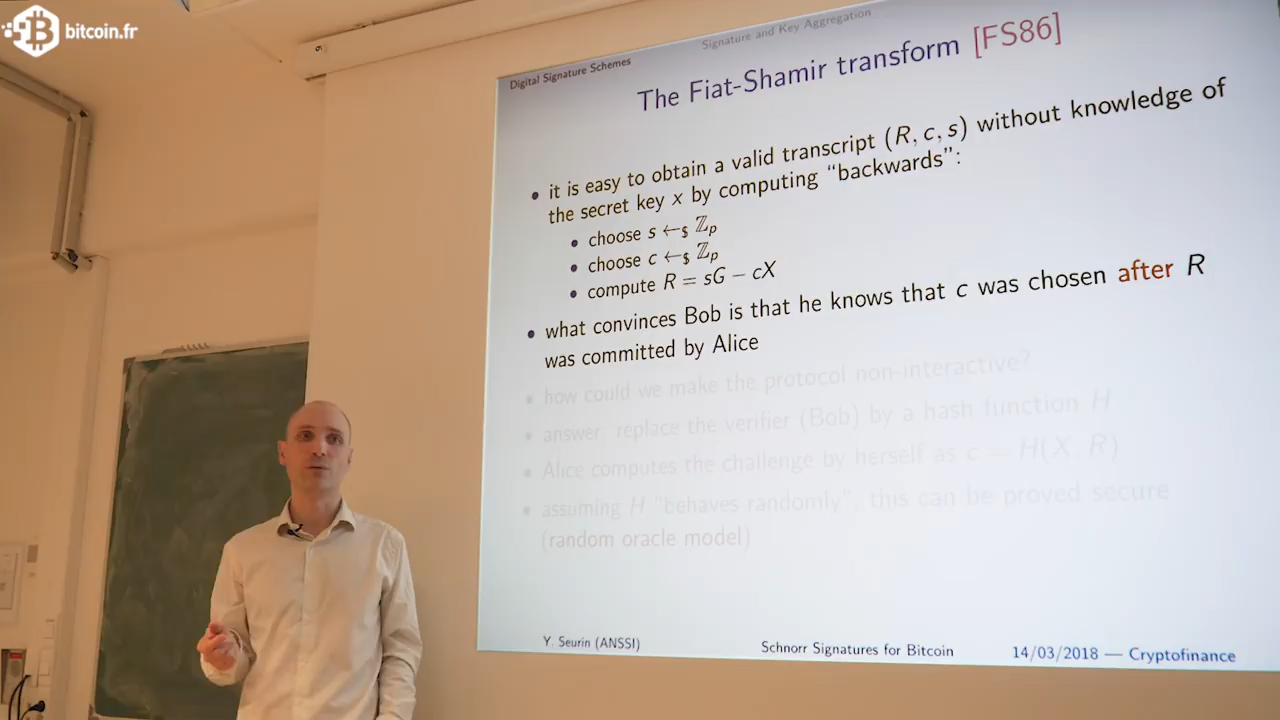 bitcoin.fr
Digital Signature Schemes
Signature and Key Aggregation
The Fiat-Shamir transform [FS86]
• it is easy to obtain a valid transcript (R, c, s) without knowledge of
the secret key x by computing “backwards”:
• choose s ←$ ℤp
• choose c ←$ ℤp
• compute R = sG − cX
• what convinces Bob is that he knows that c was chosen after R
was committed by Alice
• how could we make the protocol non-interactive?
• answer: replace the verifier (Bob) by a hash function H
• Alice computes the challenge by herself as c = H(X, R)
• assuming H “behaves randomly”, this can be proved secure
(random oracle model)
Y. Seurin (ANSSI)
Schnorr Signatures for Bitcoin
14/03/2018 — Cryptofinance